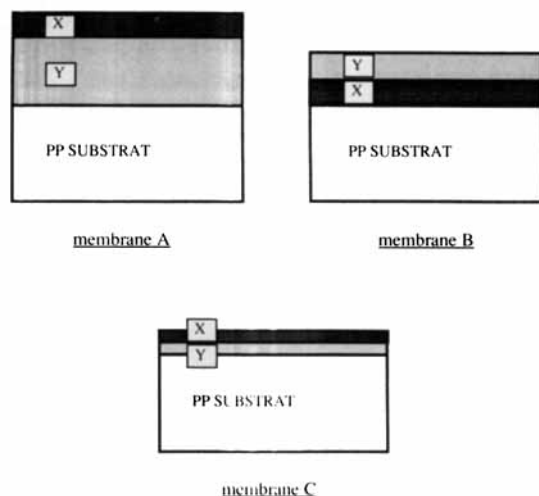 X
Y
PP SUBSTRAT
membrane A
Y
X
PP SUBSTRAT
membrane B
X
Y
PP SUBSTRAT
membrane C